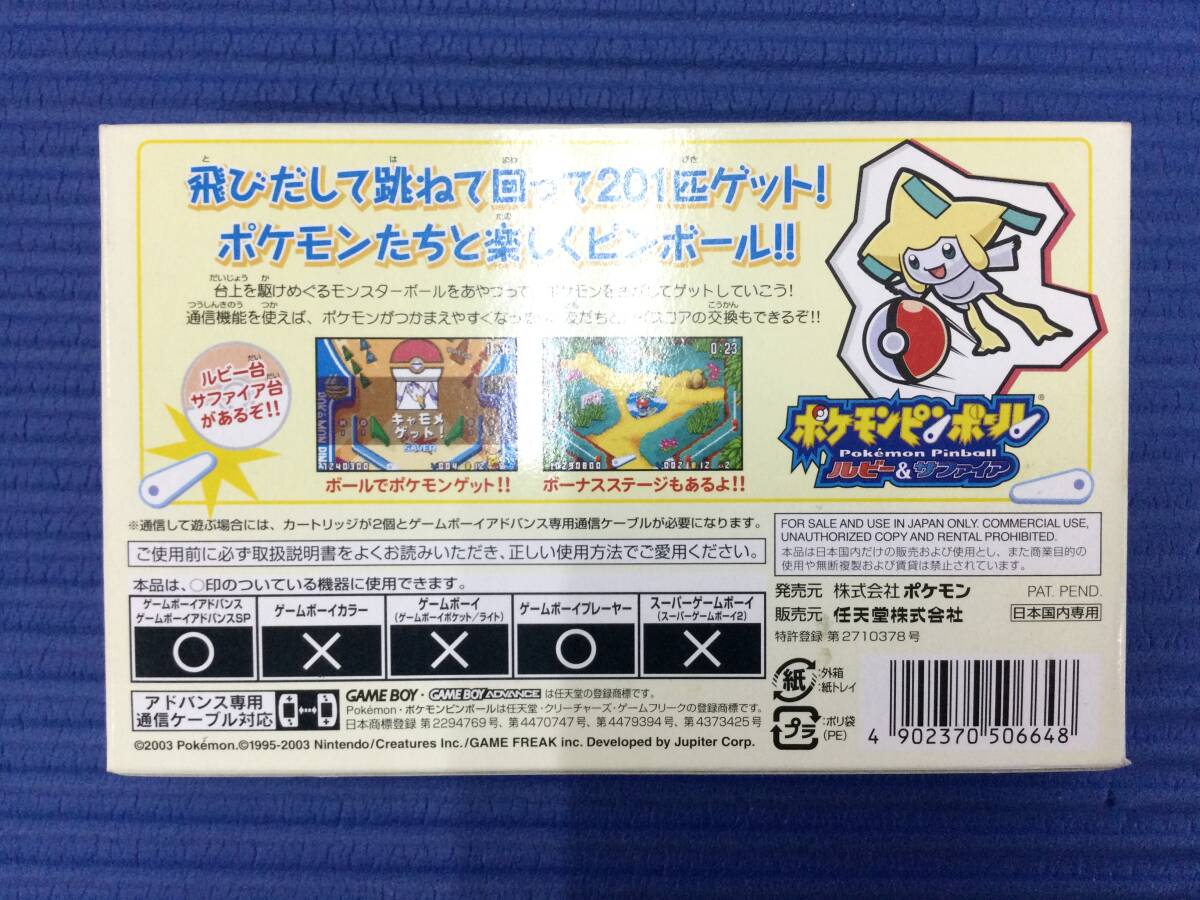 飛びだして跳ねて回って201匹ゲット!
ポケモンたちと楽しくピンボール!!
台上を駆けめぐるモンスターボールをあやつって、ポケモンをさがしてゲットしていこう!
通信機能を使えば、ポケモンがつかまえやすくなったり、友だちとハイスコアの交換もできるぞ!!
ルビー台
サファイア台
があるぞ!!
キャモメ
ゲット!
0:23
ボールでポケモンゲット!!
ボーナスステージもあるよ!!
ポケモンピンボール
Pokémon Pinball
ルビー&サファイア
※通信して遊ぶ場合には、カートリッジが2個とゲームボーイアドバンス専用通信ケーブルが必要になります。
ご使用前に必ず取扱説明書をよくお読みいただき、正しい使用方法でご愛用ください。
本品は、○印のついている機器に使用できます。
ゲームボーイアドバンス
ゲームボーイアドバンスSP
ゲームボーイカラー
ゲームボーイ
(ゲームボーイポケット/ライト)
ゲームボーイプレーヤー
スーパーゲームボーイ
(スーパーゲームボーイ2)
○ × × ○ ×
アドバンス専用
通信ケーブル対応
GAME BOY・GAME BOY ADVANCE は任天堂の登録商標です。
Pokémon・ポケモンピンボールは任天堂・クリーチャーズ・ゲームフリークの登録商標です。
日本商標登録 第2294769号、第4470747号、第4479394号、第4373425号
©2003 Pokémon.©1995-2003 Nintendo/Creatures Inc./GAME FREAK inc. Developed by Jupiter Corp.
FOR SALE AND USE IN JAPAN ONLY. COMMERCIAL USE,
UNAUTHORIZED COPY AND RENTAL PROHIBITED.
本品は日本国内だけの販売および使用とし、また商業目的の
使用や無断複製および賃貸は禁止されています。
発売元 株式会社ポケモン PAT. PEND.
販売元 任天堂株式会社 日本国内専用
特許登録 第2710378号
紙
:外箱
:紙トレイ
プラ
:ポリ袋
(PE)
4 902370 506648